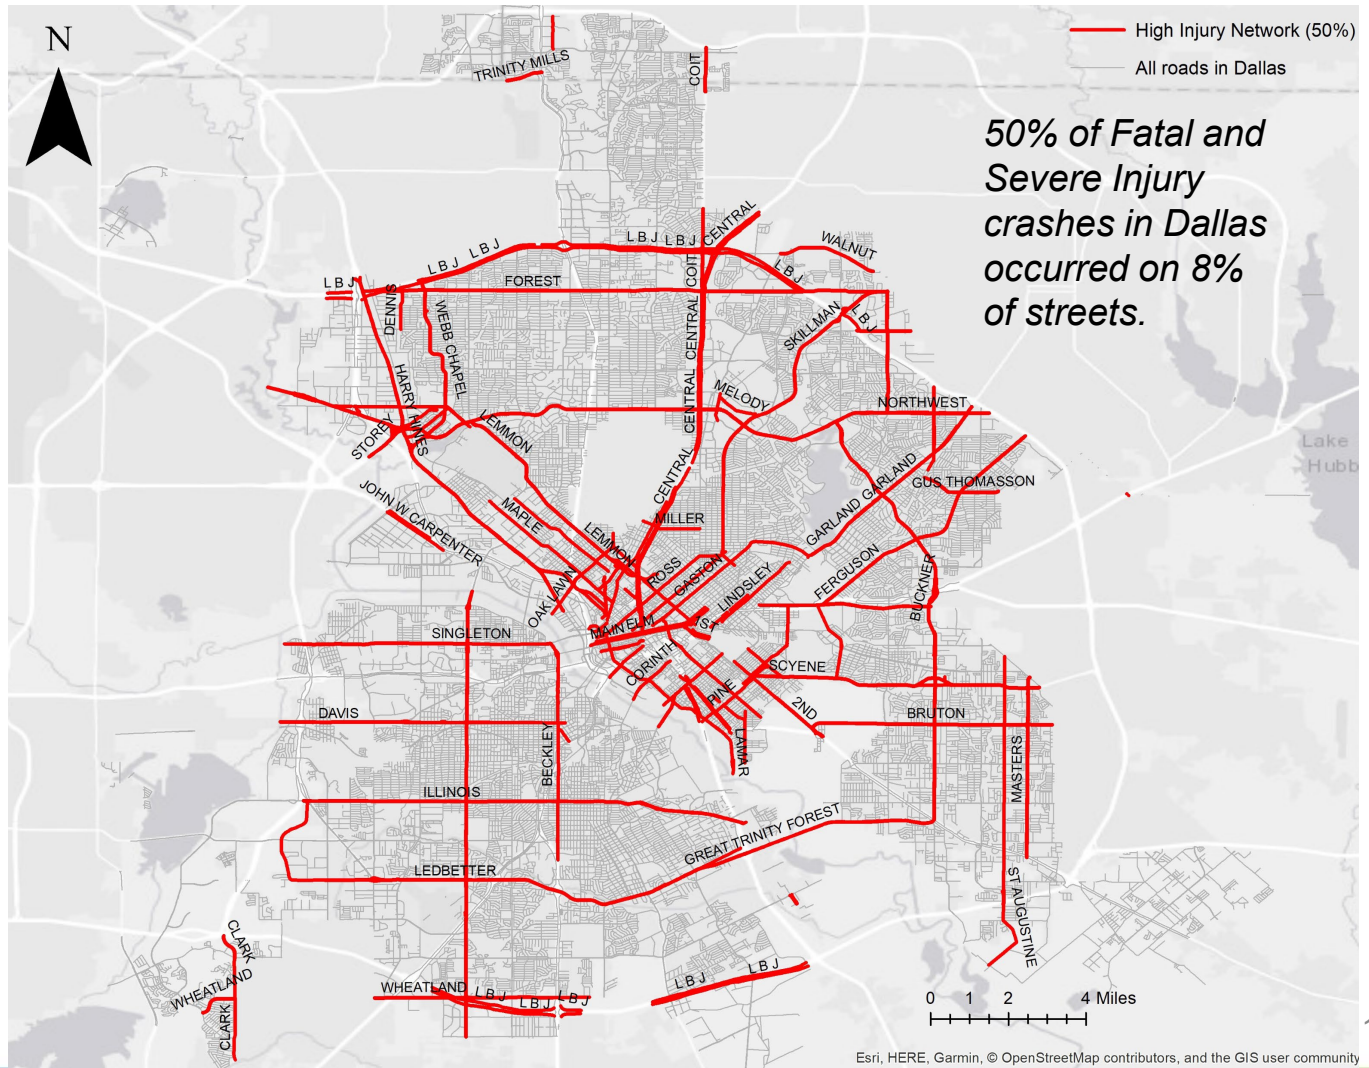 N
High Injury Network (50%)
All roads in Dallas
50% of Fatal and
Severe Injury
crashes in Dallas
occurred on 8%
of streets.
TRINITY MILLS
COIT
CENTRAL
WALNUT
L B J
L B J
L B J
L B J
L B J
L B J
L B J
FOREST
COIT
DENNIS
WEBB CHAPEL
CENTRAL
CENTRAL
SKILLMAN
L B J
HARRY HINES
MELODY
NORTHWEST
STOREY
LEMMON
CENTRAL
GARLAND
GARLAND
GUS THOMASSON
Lake
Hubb
JOHN W CARPENTER
MAPLE
MILLER
LEMMON
ROSS
GASTON
LINDSLEY
FERGUSON
BUCKNER
OAK LAWN
SINGLETON
MAIN
ELM
1ST
CORINTH
SCYENE
PINE
2ND
DAVIS
BRUTON
BECKLEY
LAMAR
MASTERS
ILLINOIS
GREAT TRINITY FOREST
LEDBETTER
ST AUGUSTINE
CLARK
WHEATLAND
CLARK
WHEATLAND
L B J
L B J
L B J
L B J
L B J
0 1 2 4 Miles
Esri, HERE, Garmin, © OpenStreetMap contributors, and the GIS user community